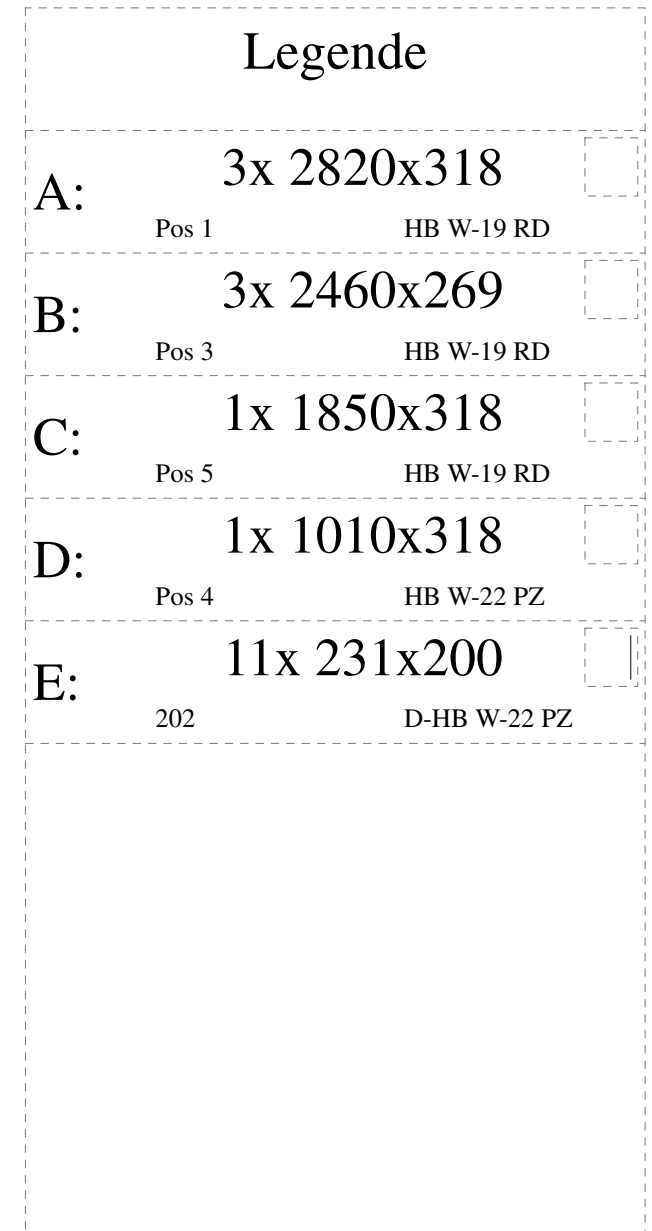 Legende
A: 3x 2820x318
Pos 1 HB W-19 RD
B: 3x 2460x269
Pos 3 HB W-19 RD
C: 1x 1850x318
Pos 5 HB W-19 RD
D: 1x 1010x318
Pos 4 HB W-22 PZ
E: 11x 231x200
202 D-HB W-22 PZ